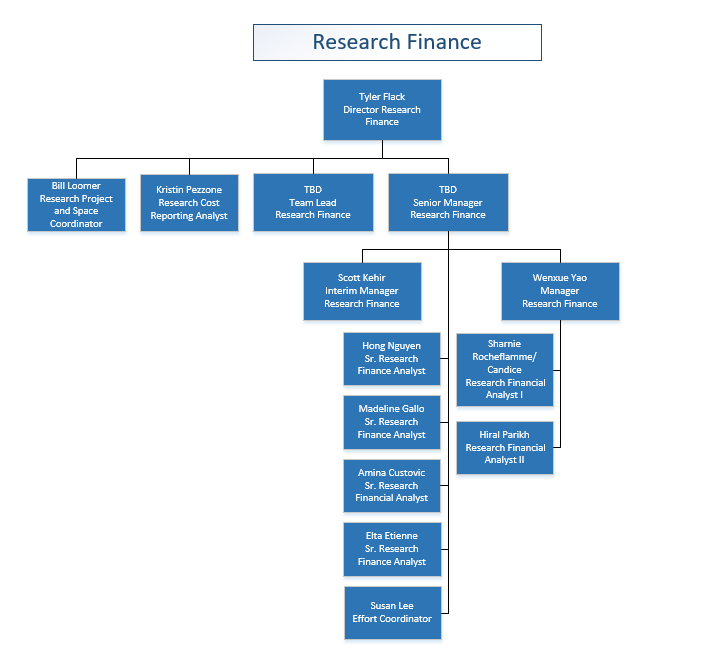 Research Finance
Tyler Flack
Director Research
Finance
Bill Loomer
Research Project
and Space
Coordinator
Kristin Pezzone
Research Cost
Reporting Analyst
TBD
Team Lead
Research Finance
TBD
Senior Manager
Research Finance
Scott Kehir
Interim Manager
Research Finance
Wenxue Yao
Manager
Research Finance
Hong Nguyen
Sr. Research
Finance Analyst
Sharnie
Rocheflamme/
Candice
Research Financial
Analyst I
Madeline Gallo
Sr. Research
Finance Analyst
Hiral Parikh
Research Financial
Analyst II
Amina Custovic
Sr. Research
Financial Analyst
Elta Etienne
Sr. Research
Finance Analyst
Susan Lee
Effort Coordinator